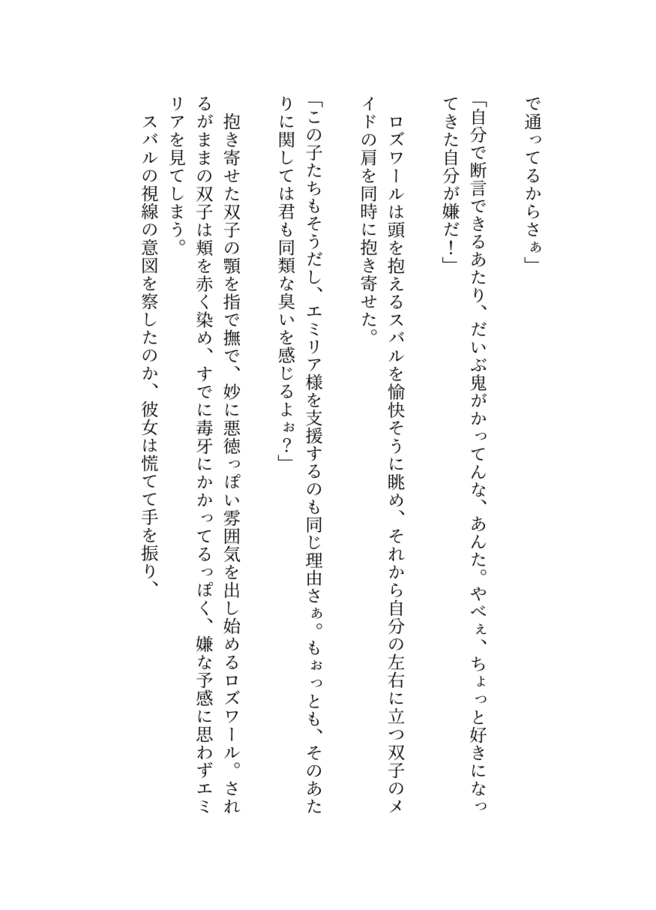 で通ってるからさぁ」
「自分で断言できるあたり、だいぶ鬼がかってんな、あんた。やべぇ、ちょっと好きになっ
てきた自分が嫌だ！」
　ロズワールは頭を抱えるスバルを愉快そうに眺め、それから自分の左右に立つ双子のメ
イドの肩を同時に抱き寄せた。
「この子たちもそうだし、エミリア様を支援するのも同じ理由さぁ。もぉっとも、そのあた
りに関しては君も同類な臭いを感じるよぉ？」
　抱き寄せた双子の顎を指で撫で、妙に悪徳っぽい雰囲気を出し始めるロズワール。され
るがままの双子は頬を赤く染め、すでに毒牙にかかってるっぽく、嫌な予感に思わずエミ
リアを見てしまう。
　スバルの視線の意図を察したのか、彼女は慌てて手を振り、